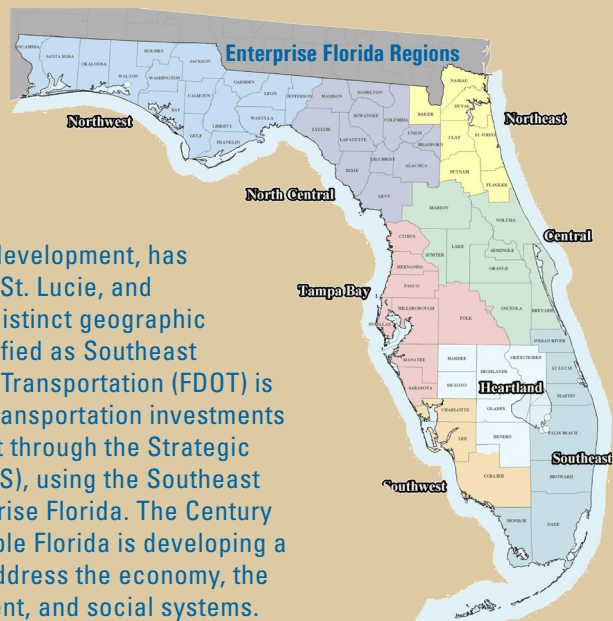 Enterprise Florida Regions
ESCAMBIA
SANTA ROSA
OKALOOSA
WALTON
HOLMES
WASHINGTON
JACKSON
BAY
CALHOUN
GULF
LIBERTY
FRANKLIN
GADSDEN
LEON
WAKULLA
JEFFERSON
MADISON
TAYLOR
HAMILTON
SUWANNEE
LAFAYETTE
DIXIE
COLUMBIA
GILCHRIST
LEVY
UNION
BRADFORD
ALACHUA
BAKER
NASSAU
DUVAL
CLAY
ST JOHNS
PUTNAM
FLAGLER
Northwest
Northeast
North Central
MARION
VOLUSIA
LAKE
SUMTER
SEMINOLE
ORANGE
OSCEOLA
BREVARD
Central
CITRUS
HERNANDO
PASCO
HILLSBOROUGH
PINELLAS
POLK
MANATEE
SARASOTA
Tampa Bay
HARDEE
HIGHLANDS
OKEECHOBEE
DE SOTO
GLADES
HENDRY
Heartland
INDIAN RIVER
ST LUCIE
MARTIN
PALM BEACH
BROWARD
DADE
MONROE
Southeast
CHARLOTTE
LEE
COLLIER
Southwest
development, has
St. Lucie, and
distinct geographic
fied as Southeast
Transportation (FDOT) is
ansportation investments
t through the Strategic
S), using the Southeast
rise Florida. The Century
ble Florida is developing a
ddress the economy, the
ent, and social systems.